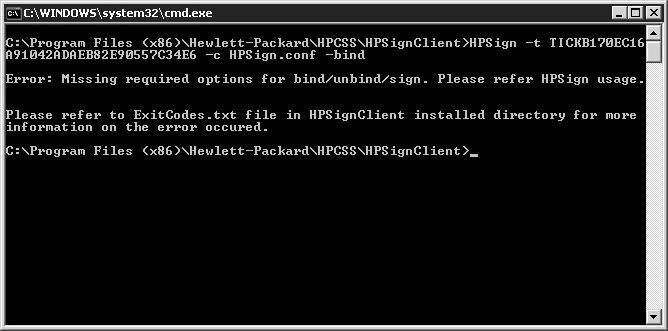 C:\WINDOWS\system32\cmd.exe
C:\Program Files (x86)\Hewlett-Packard\HPCSS\HPSignClient>HPSign -t TICKB170EC16
A91042ADAEB82E90557C34E6 -c HPSign.conf -bind
Error: Missing required options for bind/unbind/sign. Please refer HPSign usage.
Please refer to ExitCodes.txt file in HPSignClient installed directory for more
information on the error occured.
C:\Program Files (x86)\Hewlett-Packard\HPCSS\HPSignClient>_